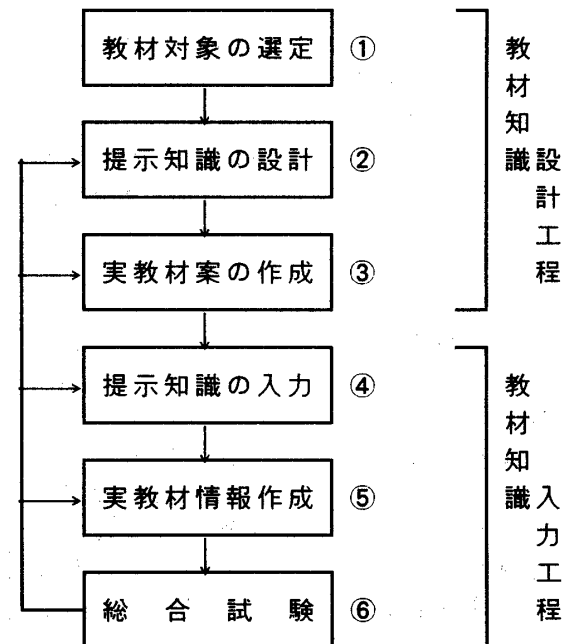 教材対象の選定 ①
提示知識の設計 ②
実教材案の作成 ③
教材知識設計工程
提示知識の入力 ④
実教材情報作成 ⑤
総合試験 ⑥
教材知識入力工程